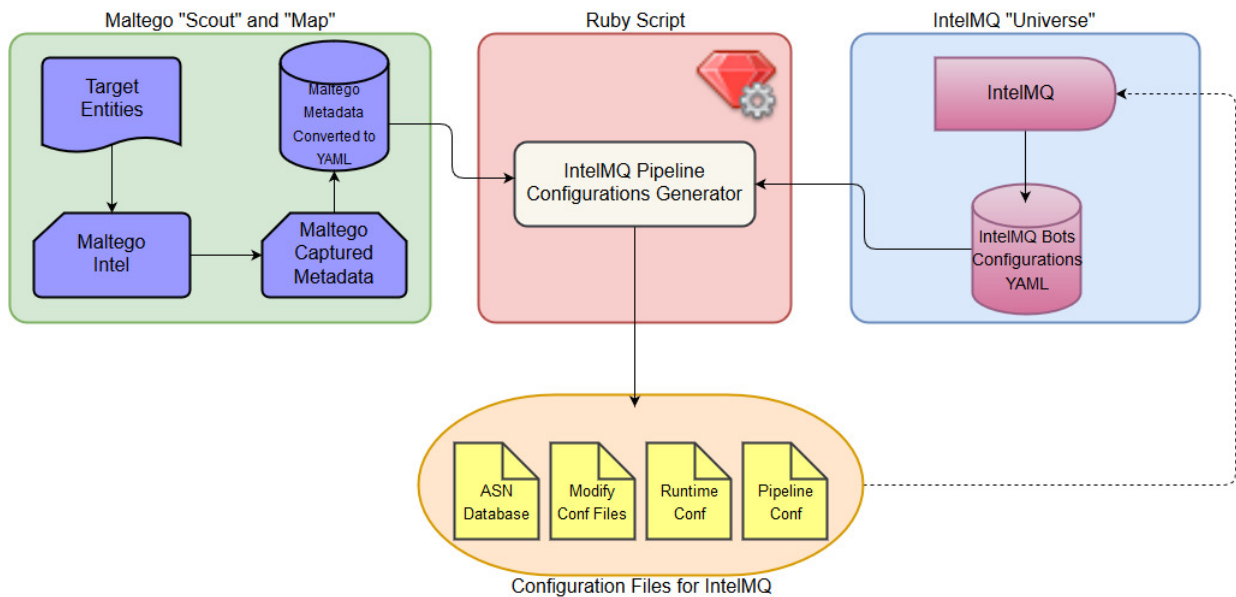 Maltego "Scout" and "Map"
Ruby Script
IntelMQ "Universe"
Target
Entities
Maltego
Metadata
Converted to
YAML
Maltego
Intel
Maltego
Captured
Metadata
IntelMQ Pipeline
Configurations Generator
IntelMQ
IntelMQ Bots
Configurations
YAML
ASN
Database
Modify
Conf Files
Runtime
Conf
Pipeline
Conf
Configuration Files for IntelMQ